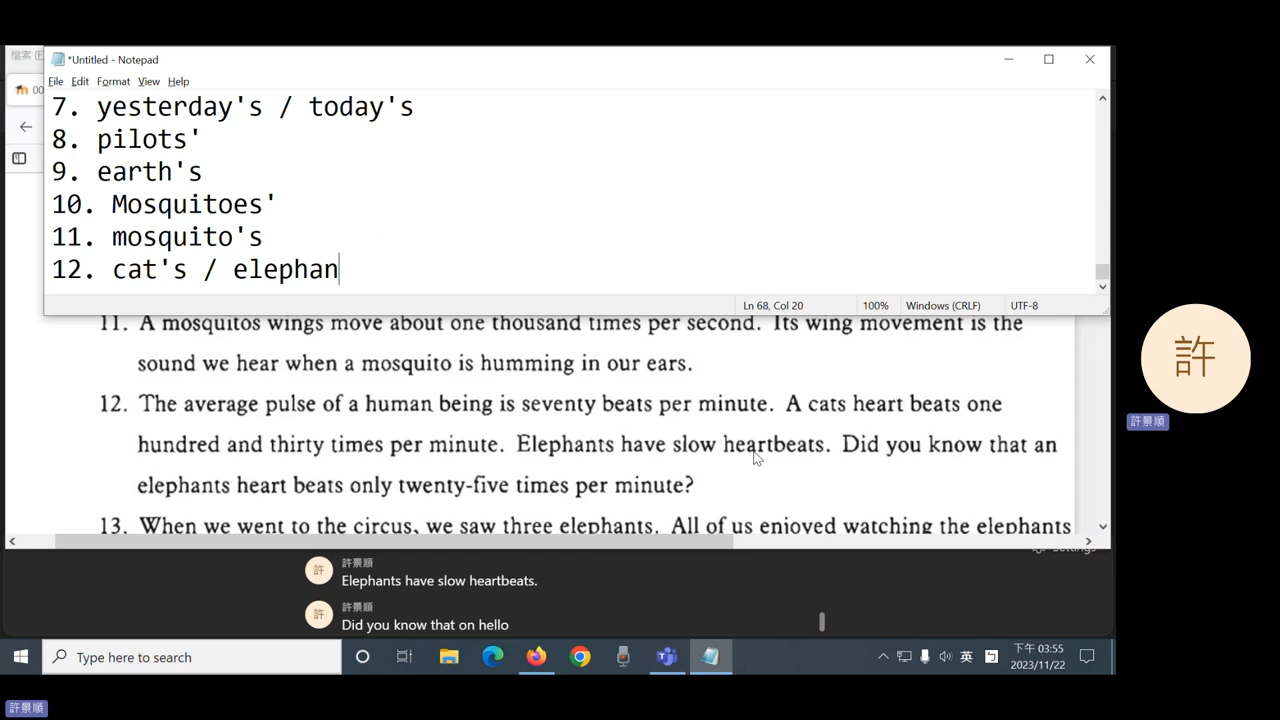 檔案 (
*Untitled - Notepad
File Edit Format View Help
00
7. yesterday's / today's
8. pilots'
9. earth's
10. Mosquitoes'
11. mosquito's
12. cat's / elephan
Ln 68, Col 20 100% Windows (CRLF) UTF-8
11. A mosquitos wings move about one thousand times per second. Its wing movement is the
sound we hear when a mosquito is humming in our ears.
12. The average pulse of a human being is seventy beats per minute. A cats heart beats one
hundred and thirty times per minute. Elephants have slow heartbeats. Did you know that an
elephants heart beats only twenty-five times per minute?
13. When we went to the circus, we saw three elephants. All of us enjoyed watching the elephants
Settings
許 許景順
Elephants have slow heartbeats.
許 許景順
Did you know that on hello
許
許景順
Type here to search
英
下午 03:55
2023/11/22
許景順